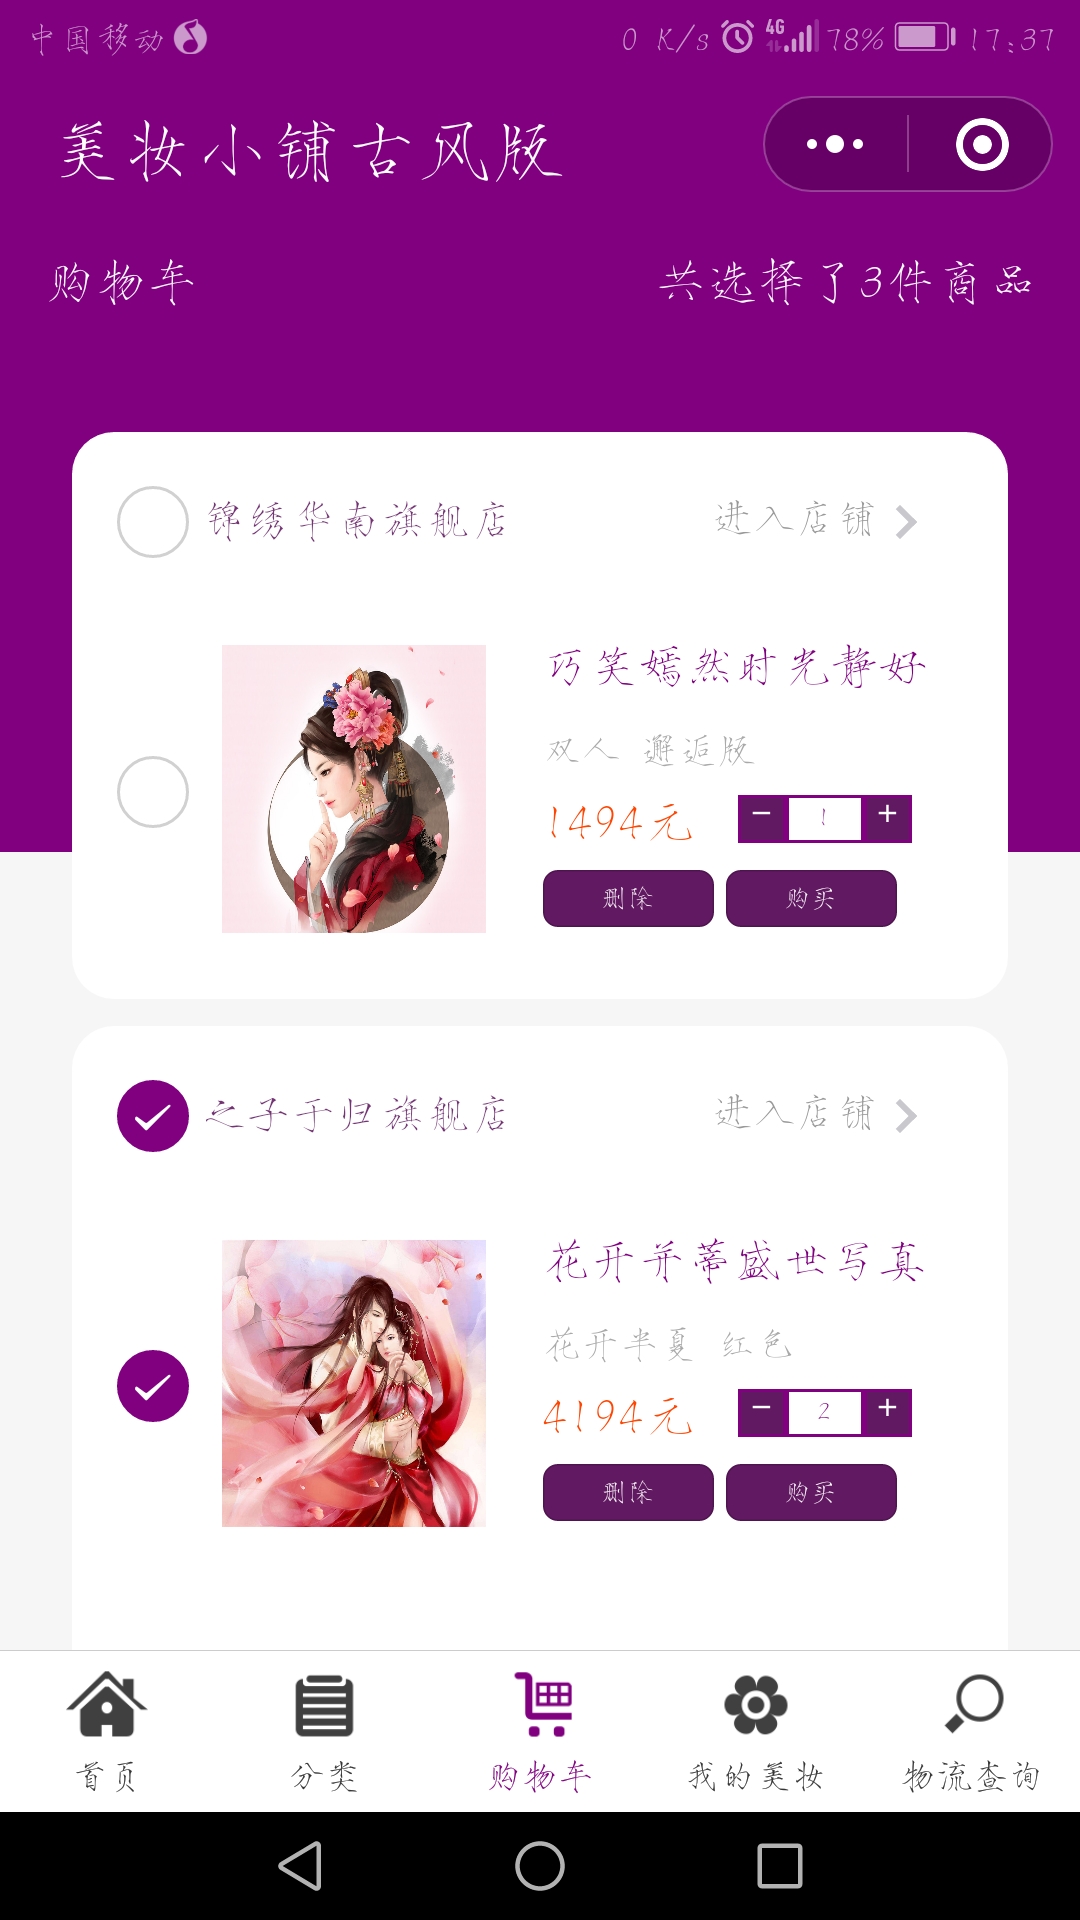 中国移动 0 K/s 4G 78% 17:37
美妆小铺古风版
购物车 共选择了3件商品
锦绣华南旗舰店 进入店铺
巧笑嫣然时光静好
双人 邂逅版
1494元 − 1 +
删除 购买
之子于归旗舰店 进入店铺
花开并蒂盛世写真
花开半夏 红色
4194元 − 2 +
删除 购买
首页 分类 购物车 我的美妆 物流查询